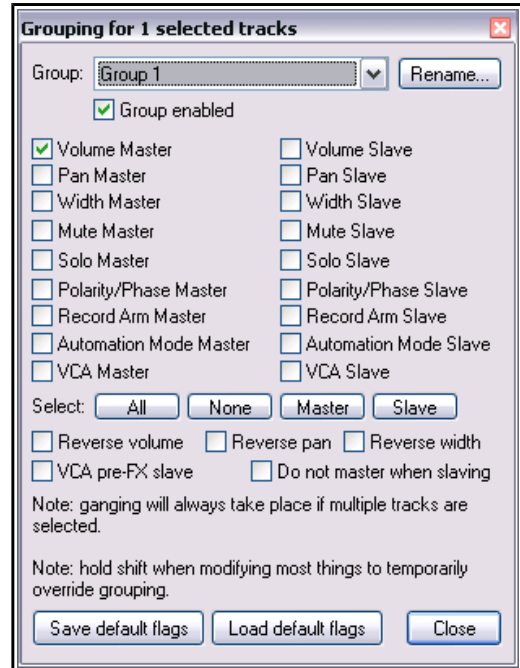 Grouping for 1 selected tracks
Group: Group 1 Rename...
Group enabled
Volume Master Volume Slave
Pan Master Pan Slave
Width Master Width Slave
Mute Master Mute Slave
Solo Master Solo Slave
Polarity/Phase Master Polarity/Phase Slave
Record Arm Master Record Arm Slave
Automation Mode Master Automation Mode Slave
VCA Master VCA Slave
Select: All None Master Slave
Reverse volume Reverse pan Reverse width
VCA pre-FX slave Do not master when slaving
Note: ganging will always take place if multiple tracks are
selected.
Note: hold shift when modifying most things to temporarily
override grouping.
Save default flags Load default flags Close